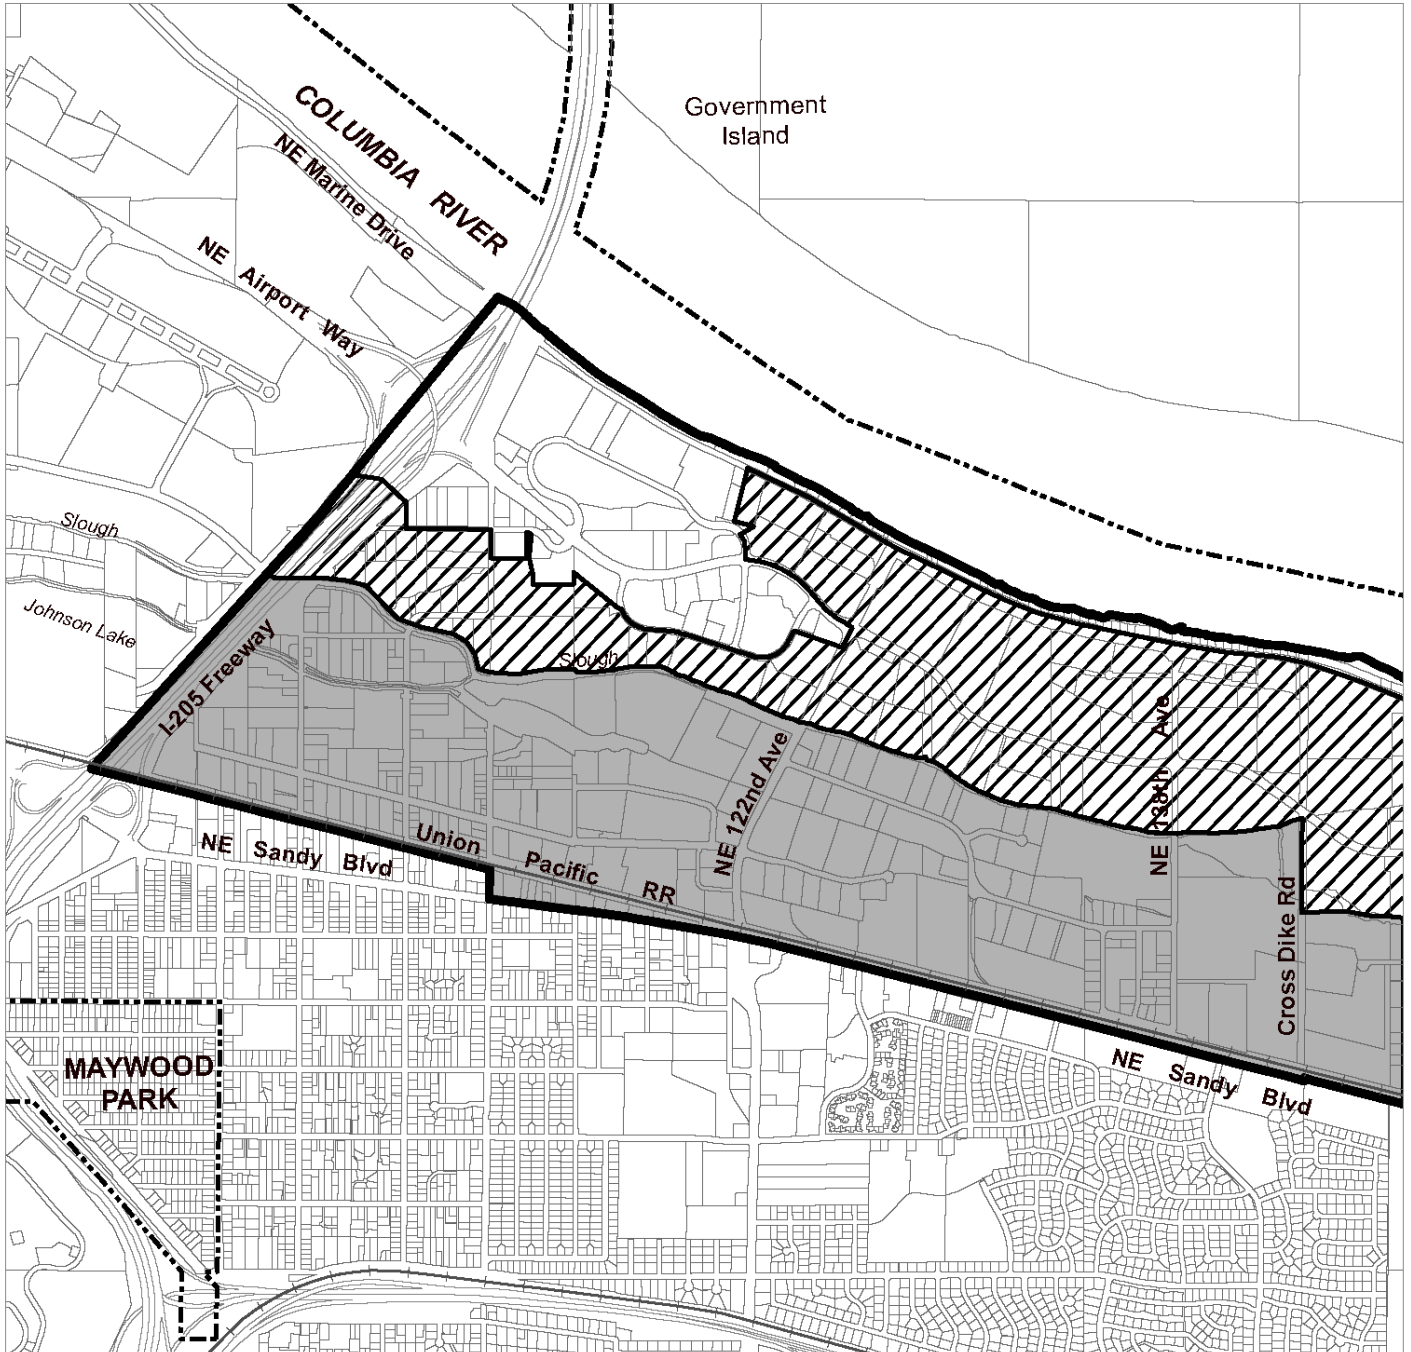 Government
Island
COLUMBIA RIVER
NE Marine Drive
NE Airport Way
Slough
Johnson Lake
I-205 Freeway
Slough
NE 138th Ave
NE 122nd Ave
NE Sandy Blvd
Union Pacific RR
Cross Dike Rd
NE Sandy Blvd
MAYWOOD
PARK